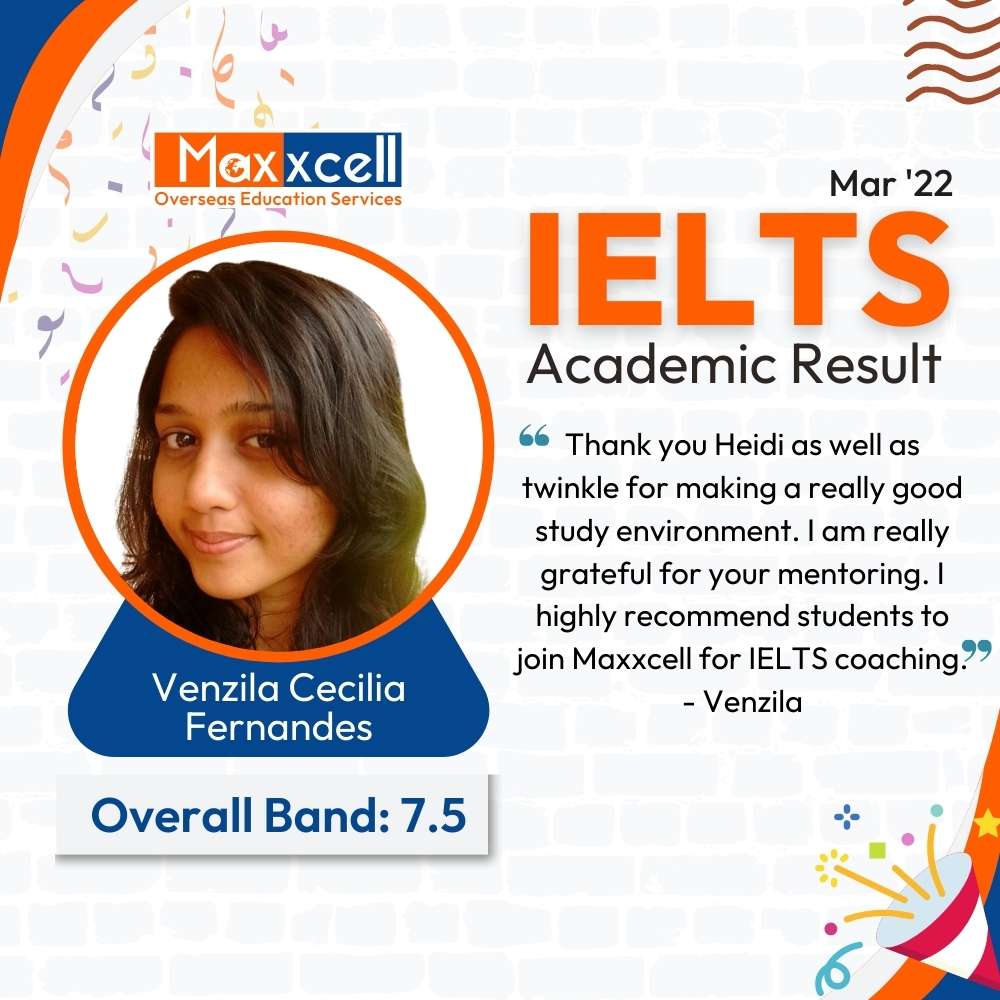 Maxxcell
Overseas Education Services
Mar '22
IELTS
Academic Result
“ Thank you Heidi as well as
twinkle for making a really good
study environment. I am really
grateful for your mentoring. I
highly recommend students to
join Maxxcell for IELTS coaching.”
- Venzila
Venzila Cecilia
Fernandes
Overall Band: 7.5